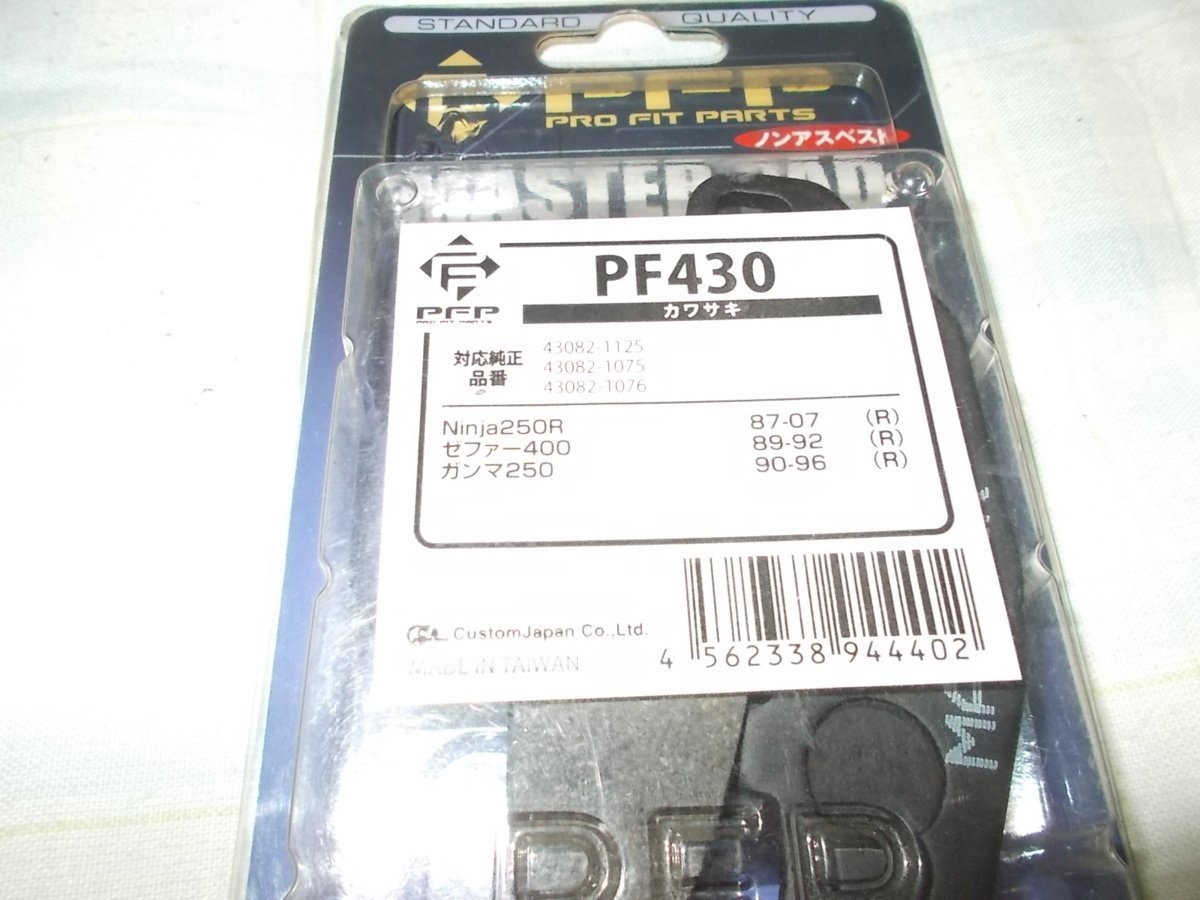 STANDARD QUALITY
PFP
PRO FIT PARTS
ノンアスベスト
MASTER PAD
PF430
PFP
PRO FIT PARTS
カワサキ
対応純正
品番
43082-1125
43082-1075
43082-1076
Ninja250R 87-07 (R)
ゼファー400 89-92 (R)
ガンマ250 90-96 (R)
CustomJapan Co.,Ltd.
MADE IN TAIWAN
4 562338 944402
PFP